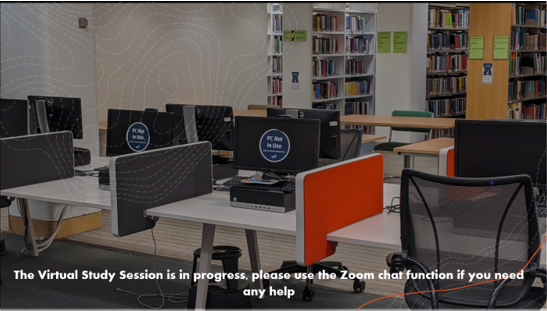 PC Not
in Use
PC Not
in Use
The Virtual Study Session is in progress, please use the Zoom chat function if you need
any help